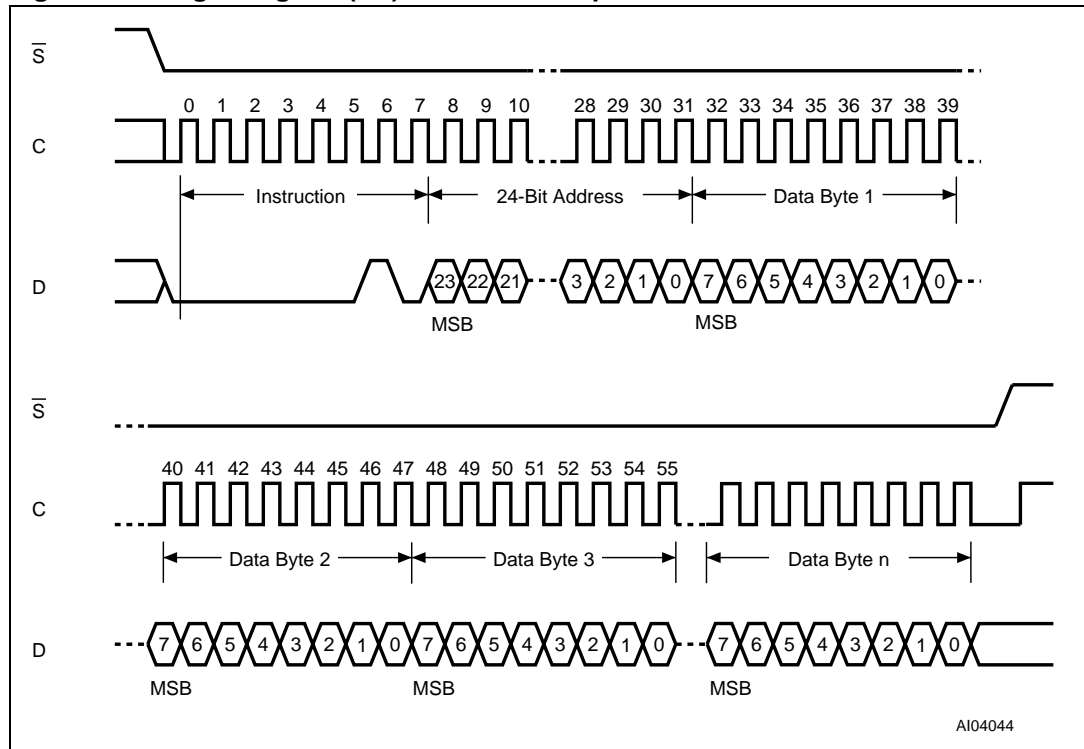 S
0 1 2 3 4 5 6 7 8 9 10 28 29 30 31 32 33 34 35 36 37 38 39
C
Instruction 24-Bit Address Data Byte 1
D 23 22 21 3 2 1 0 7 6 5 4 3 2 1 0
MSB MSB
S
40 41 42 43 44 45 46 47 48 49 50 51 52 53 54 55
C
Data Byte 2 Data Byte 3 Data Byte n
D 7 6 5 4 3 2 1 0 7 6 5 4 3 2 1 0 7 6 5 4 3 2 1 0
MSB MSB MSB
AI04044